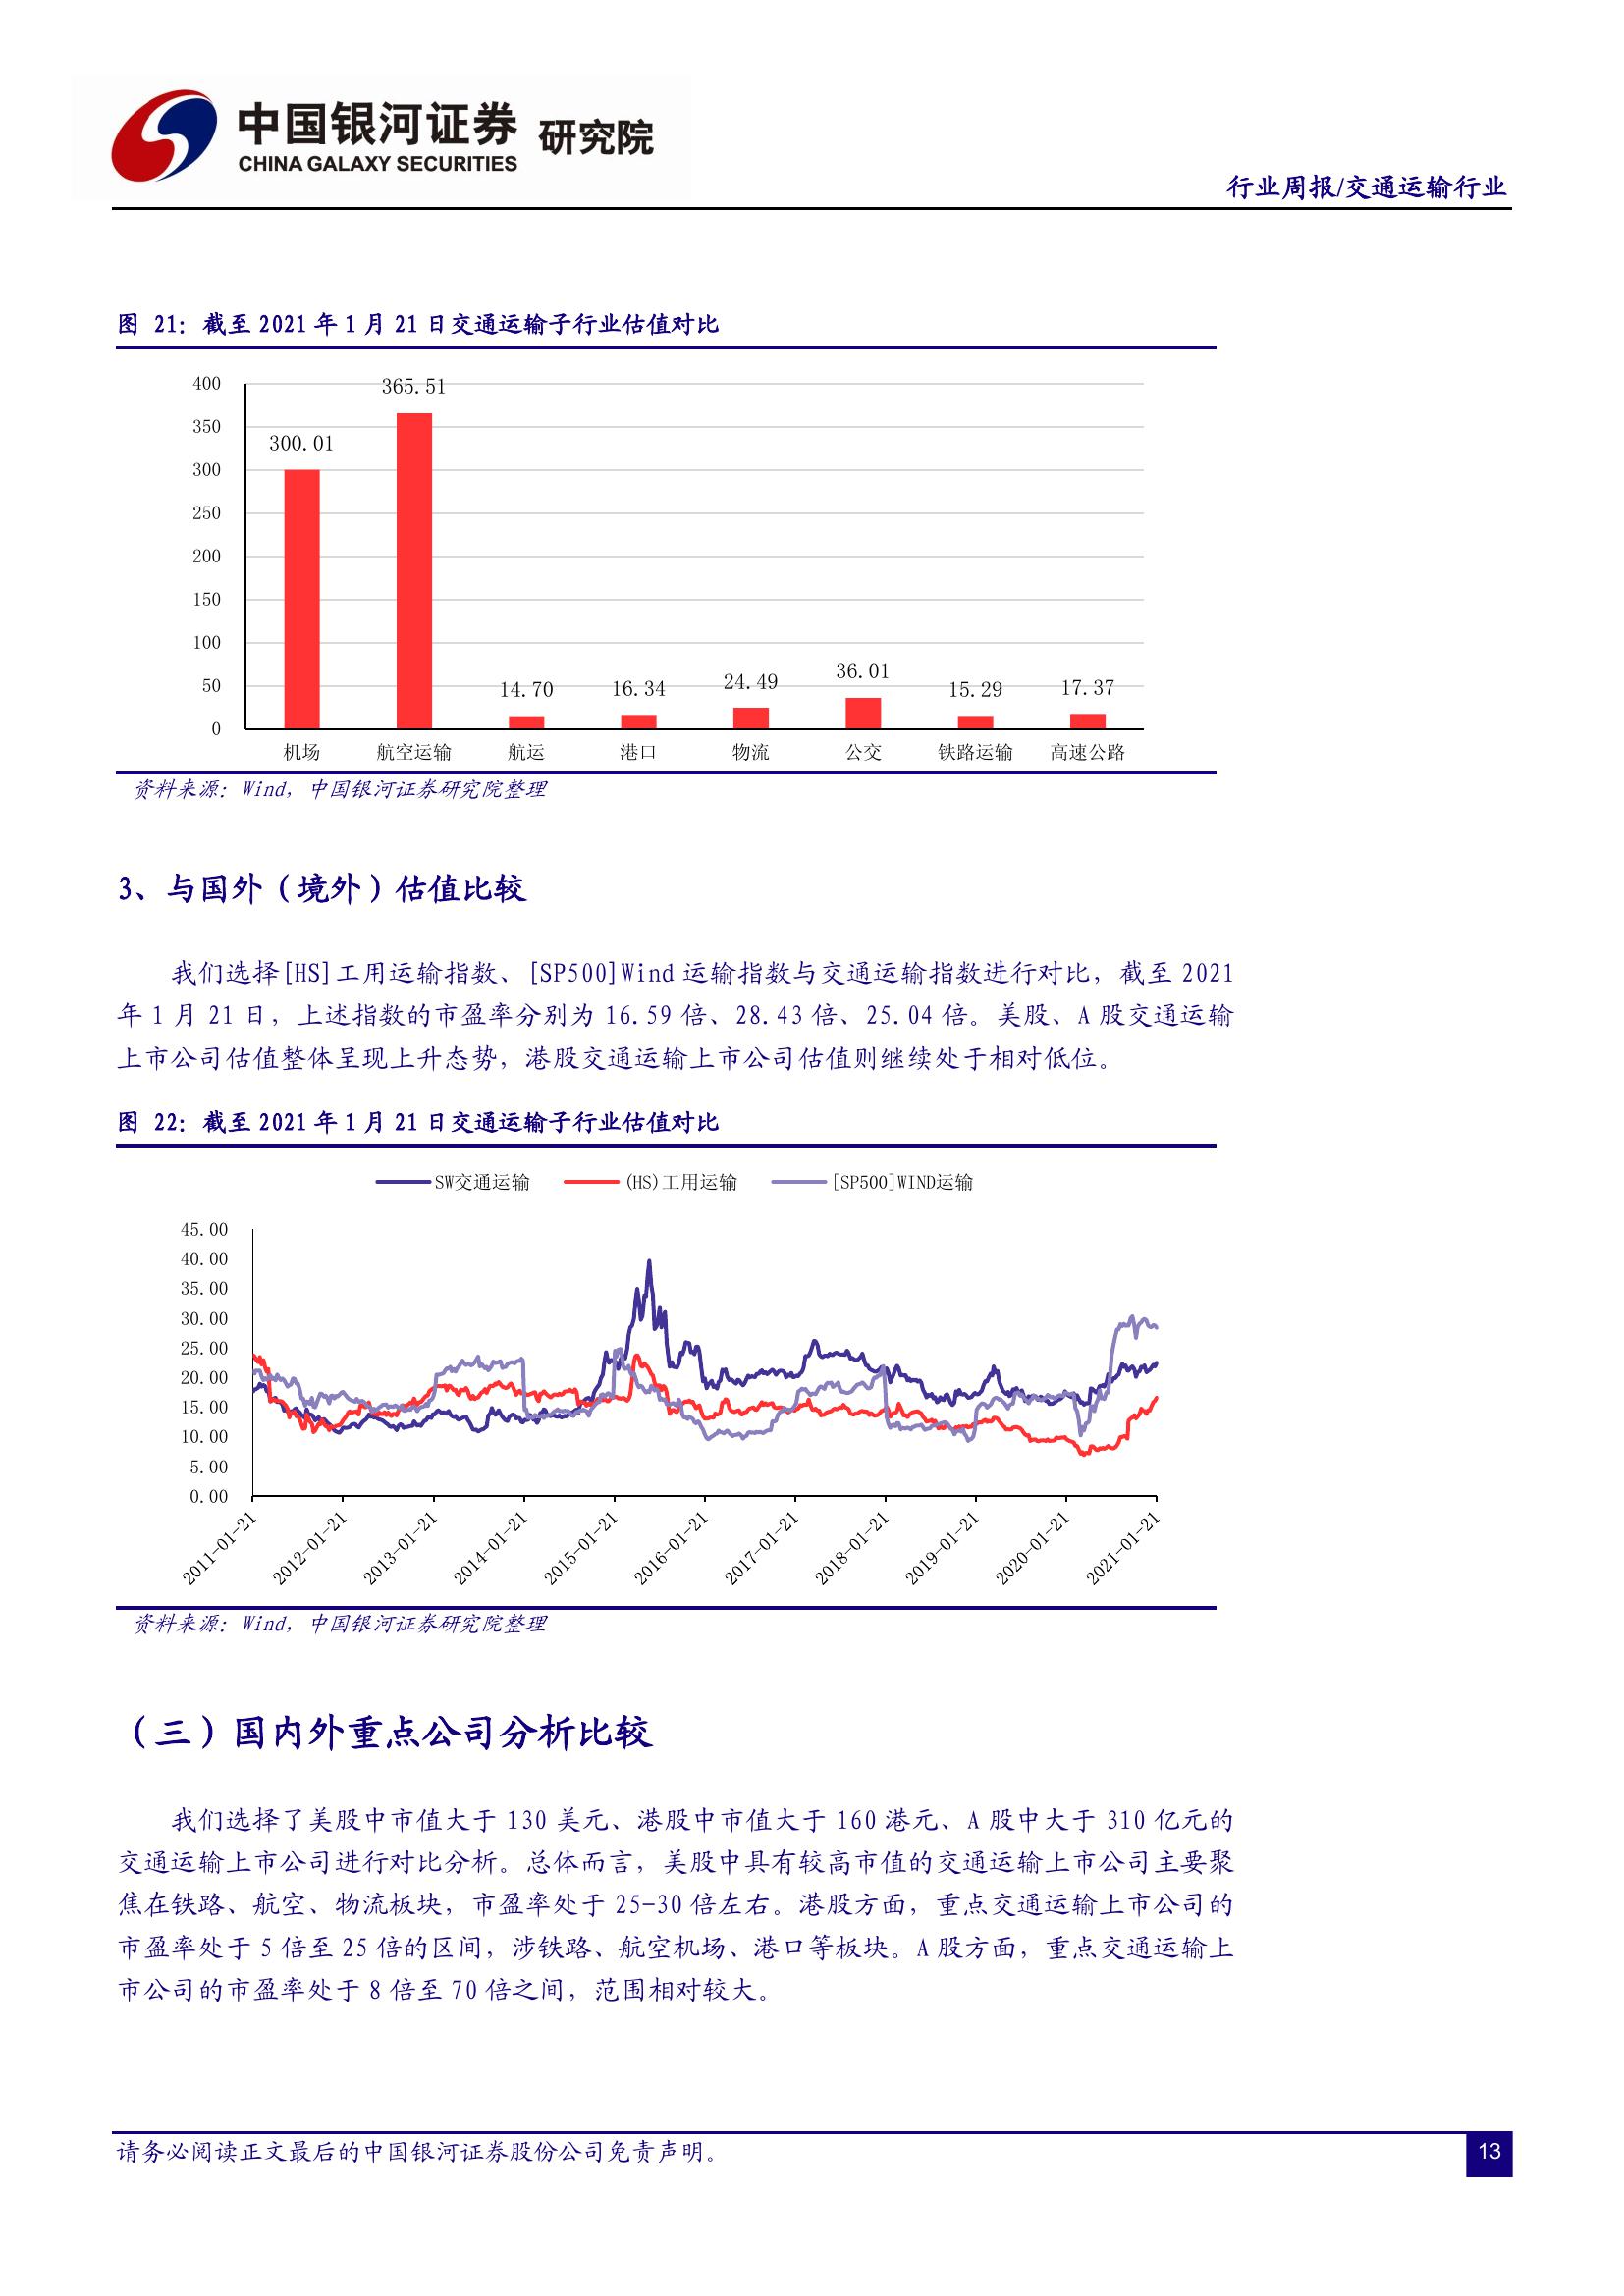 中国银河证券 研究院
CHINA GALAXY SECURITIES
行业周报/交通运输行业
图 21：截至 2021 年 1 月 21 日交通运输子行业估值对比
400
350
300
250
200
150
100
50
0
300.01
365.51
14.70
16.34
24.49
36.01
15.29
17.37
机场 航空运输 航运 港口 物流 公交 铁路运输 高速公路
资料来源：Wind，中国银河证券研究院整理
3、与国外（境外）估值比较
我们选择[HS]工用运输指数、[SP500]Wind 运输指数与交通运输指数进行对比，截至 2021
年 1 月 21 日，上述指数的市盈率分别为 16.59 倍、28.43 倍、25.04 倍。美股、A 股交通运输
上市公司估值整体呈现上升态势，港股交通运输上市公司估值则继续处于相对低位。
图 22：截至 2021 年 1 月 21 日交通运输子行业估值对比
SW交通运输 (HS)工用运输 [SP500]WIND运输
45.00
40.00
35.00
30.00
25.00
20.00
15.00
10.00
5.00
0.00
2011-01-21 2012-01-21 2013-01-21 2014-01-21 2015-01-21 2016-01-21 2017-01-21 2018-01-21 2019-01-21 2020-01-21 2021-01-21
资料来源：Wind，中国银河证券研究院整理
（三）国内外重点公司分析比较
我们选择了美股中市值大于 130 美元、港股中市值大于 160 港元、A 股中大于 310 亿元的
交通运输上市公司进行对比分析。总体而言，美股中具有较高市值的交通运输上市公司主要聚
焦在铁路、航空、物流板块，市盈率处于 25-30 倍左右。港股方面，重点交通运输上市公司的
市盈率处于 5 倍至 25 倍的区间，涉铁路、航空机场、港口等板块。A 股方面，重点交通运输上
市公司的市盈率处于 8 倍至 70 倍之间，范围相对较大。
请务必阅读正文最后的中国银河证券股份公司免责声明。
13